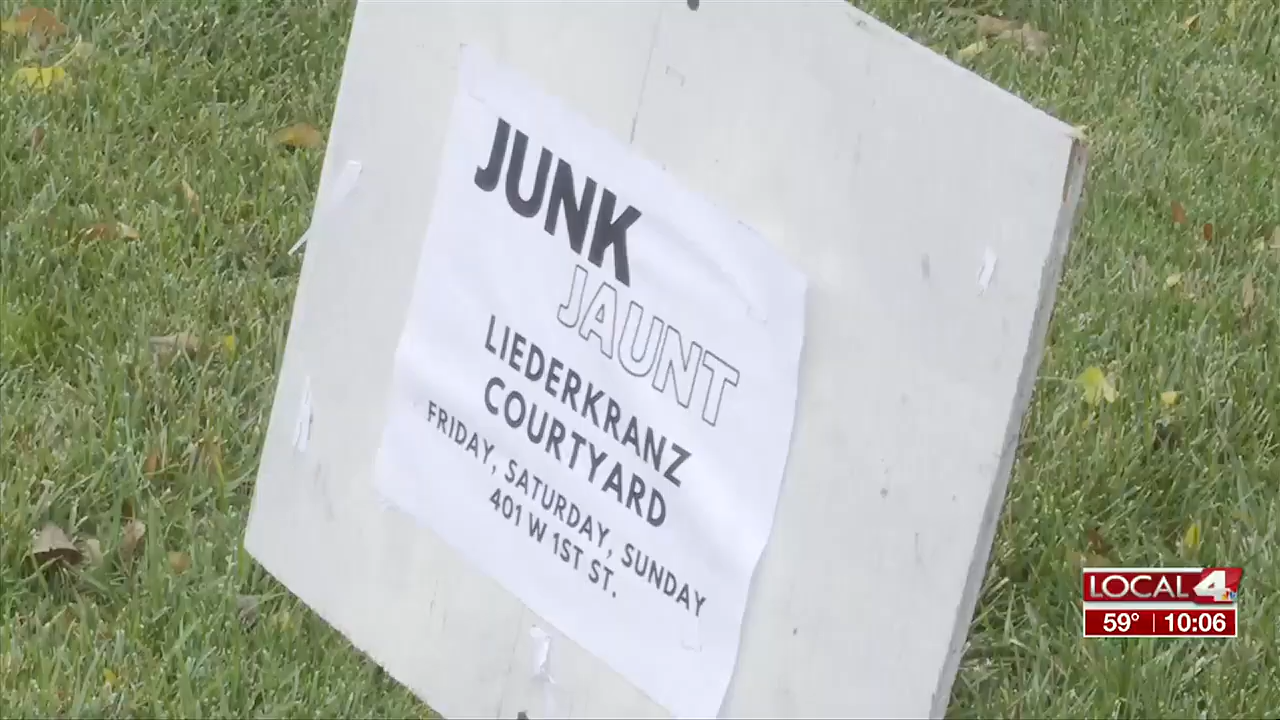 JUNK
JAUNT
LIEDERKRANZ
COURTYARD
FRIDAY, SATURDAY, SUNDAY
401 W 1ST ST.
LOCAL 4
59° | 10:06